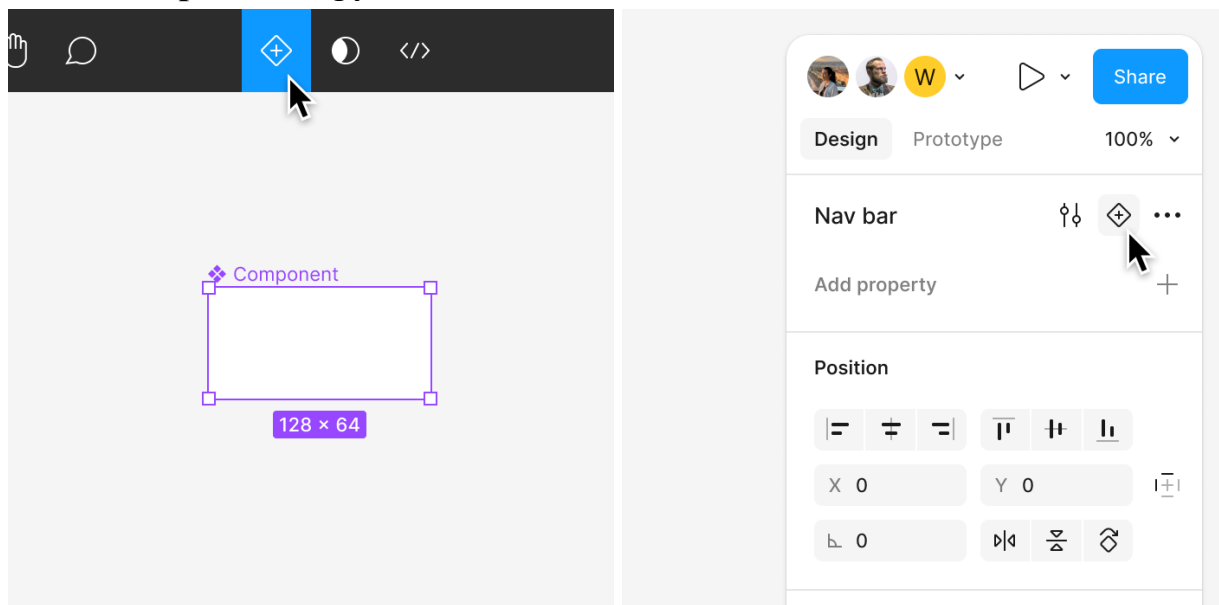 Component
128 × 64
W
Share
Design Prototype 100%
Nav bar
Add property
Position
X 0 Y 0
0